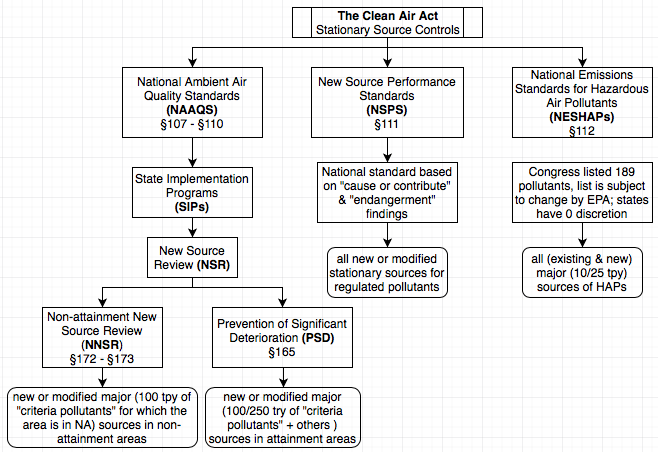 The Clean Air Act
Stationary Source Controls
National Ambient Air
Quality Standards
(NAAQS)
§107 - §110
New Source Performance
Standards
(NSPS)
§111
National Emissions
Standards for Hazardous
Air Pollutants
(NESHAPs)
§112
State Implementation
Programs
(SIPs)
National standard based
on "cause or contribute"
& "endangerment"
findings
Congress listed 189
pollutants, list is subject
to change by EPA; states
have 0 discretion
New Source
Review (NSR)
all new or modified
stationary sources for
regulated pollutants
all (existing & new)
major (10/25 tpy)
sources of HAPs
Non-attainment New
Source Review
(NNSR)
§172 - §173
Prevention of Significant
Deterioration (PSD)
§165
new or modified major (100 tpy of
"criteria pollutants" for which the
area is in NA) sources in non-
attainment areas
new or modified major
(100/250 try of "criteria
pollutants" + others )
sources in attainment areas